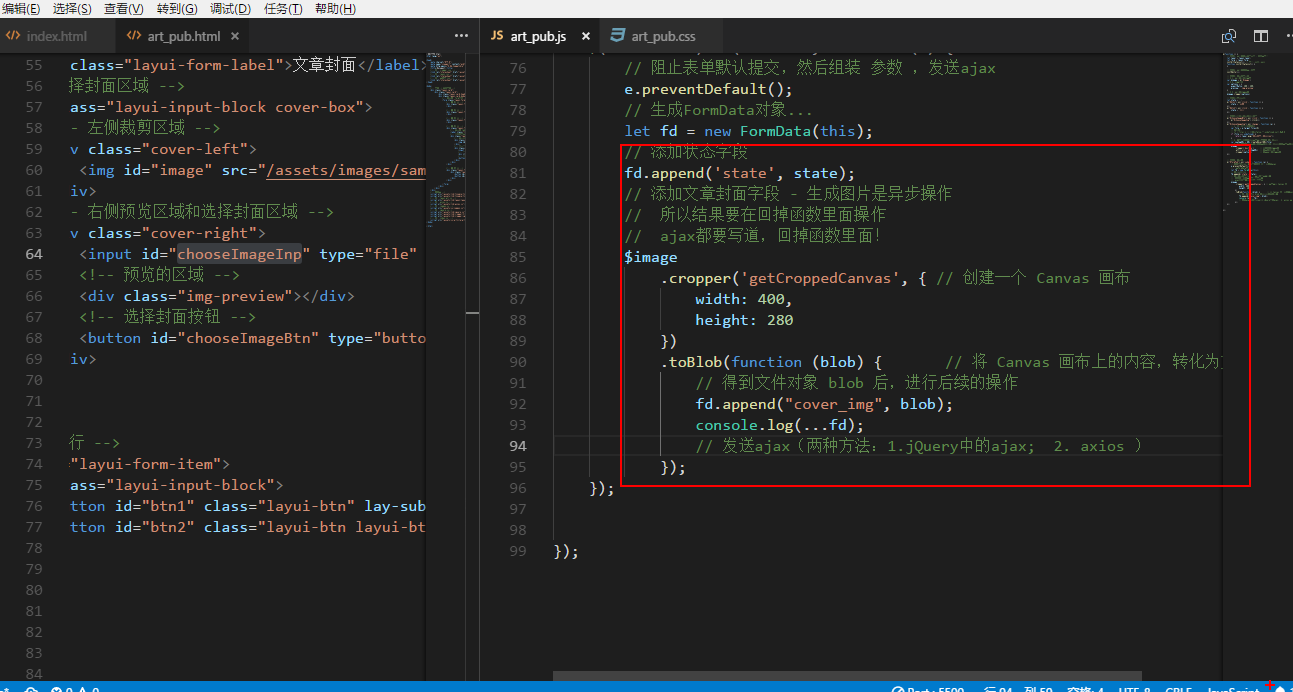 编辑(E) 选择(S) 查看(V) 转到(G) 调试(D) 任务(T) 帮助(H)
index.html
art_pub.html ×
55 class="layui-form-label">文章封面</label>
56 择封面区域 -->
57 ass="layui-input-block cover-box">
58 - 左侧裁剪区域 -->
59 v class="cover-left">
60 <img id="image" src="/assets/images/sam
61 iv>
62 - 右侧预览区域和选择封面区域 -->
63 v class="cover-right">
64 <input id="chooseImageInp" type="file"
65 <!-- 预览的区域 -->
66 <div class="img-preview"></div>
67 <!-- 选择封面按钮 -->
68 <button id="chooseImageBtn" type="butto
69 iv>
70
71
72
73 行 -->
74 "layui-form-item">
75 ass="layui-input-block">
76 tton id="btn1" class="layui-btn" lay-sub
77 tton id="btn2" class="layui-btn layui-bt
78
79
80
81
82
83
84
JS art_pub.js ×
art_pub.css
76 // 阻止表单默认提交，然后组装 参数 ，发送ajax
77 e.preventDefault();
78 // 生成FormData对象...
79 let fd = new FormData(this);
80 // 添加状态字段
81 fd.append('state', state);
82 // 添加文章封面字段 - 生成图片是异步操作
83 // 所以结果要在回掉函数里面操作
84 // ajax都要写道，回掉函数里面！
85 $image
86 .cropper('getCroppedCanvas', { // 创建一个 Canvas 画布
87 width: 400,
88 height: 280
89 })
90 .toBlob(function (blob) { // 将 Canvas 画布上的内容，转化为
91 // 得到文件对象 blob 后，进行后续的操作
92 fd.append("cover_img", blob);
93 console.log(...fd);
94 // 发送ajax（两种方法：1.jQuery中的ajax; 2. axios ）
95 });
96 });
97
98
99 });
Port : 5500 行 94，列 50 空格: 4 UTF-8 CRLF JavaScript